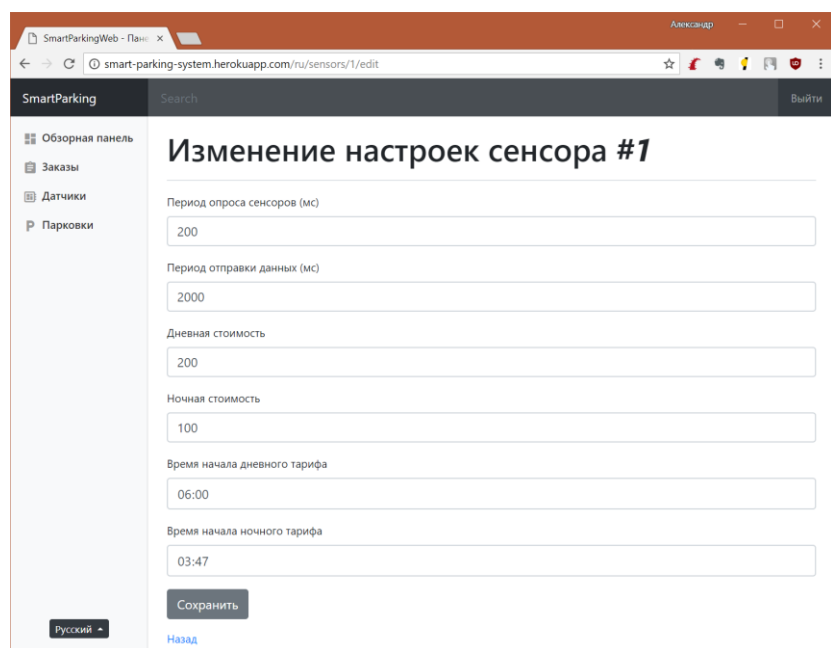 Александр
SmartParkingWeb - Пане
smart-parking-system.herokuapp.com/ru/sensors/1/edit
SmartParking
Search
Выйти
Обзорная панель
Заказы
Датчики
Парковки
Изменение настроек сенсора #1
Период опроса сенсоров (мс)
200
Период отправки данных (мс)
2000
Дневная стоимость
200
Ночная стоимость
100
Время начала дневного тарифа
06:00
Время начала ночного тарифа
03:47
Сохранить
Назад
Русский